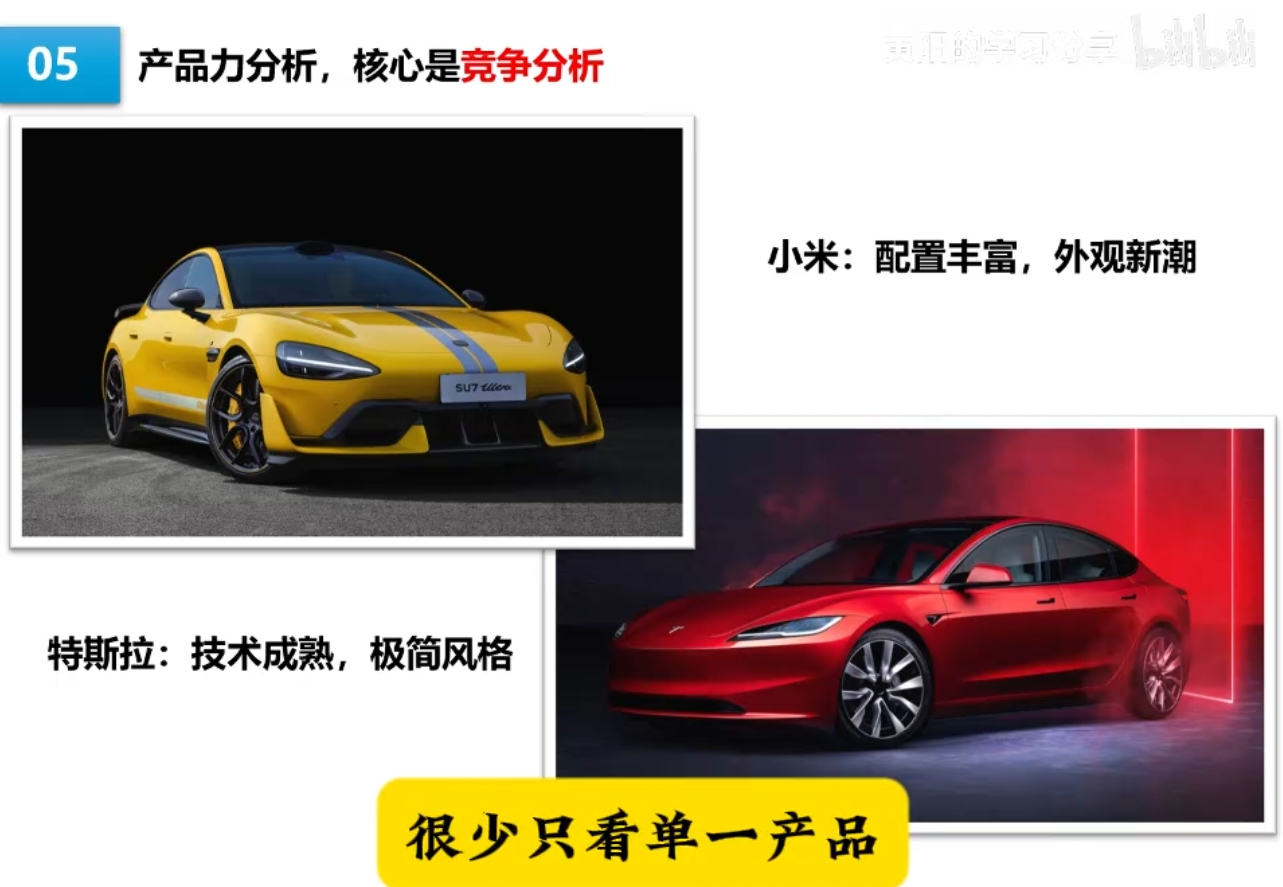 05
产品力分析，核心是竞争分析
bilibili
小米：配置丰富，外观新潮
SU7 Ultra
特斯拉：技术成熟，极简风格
很少只看单一产品